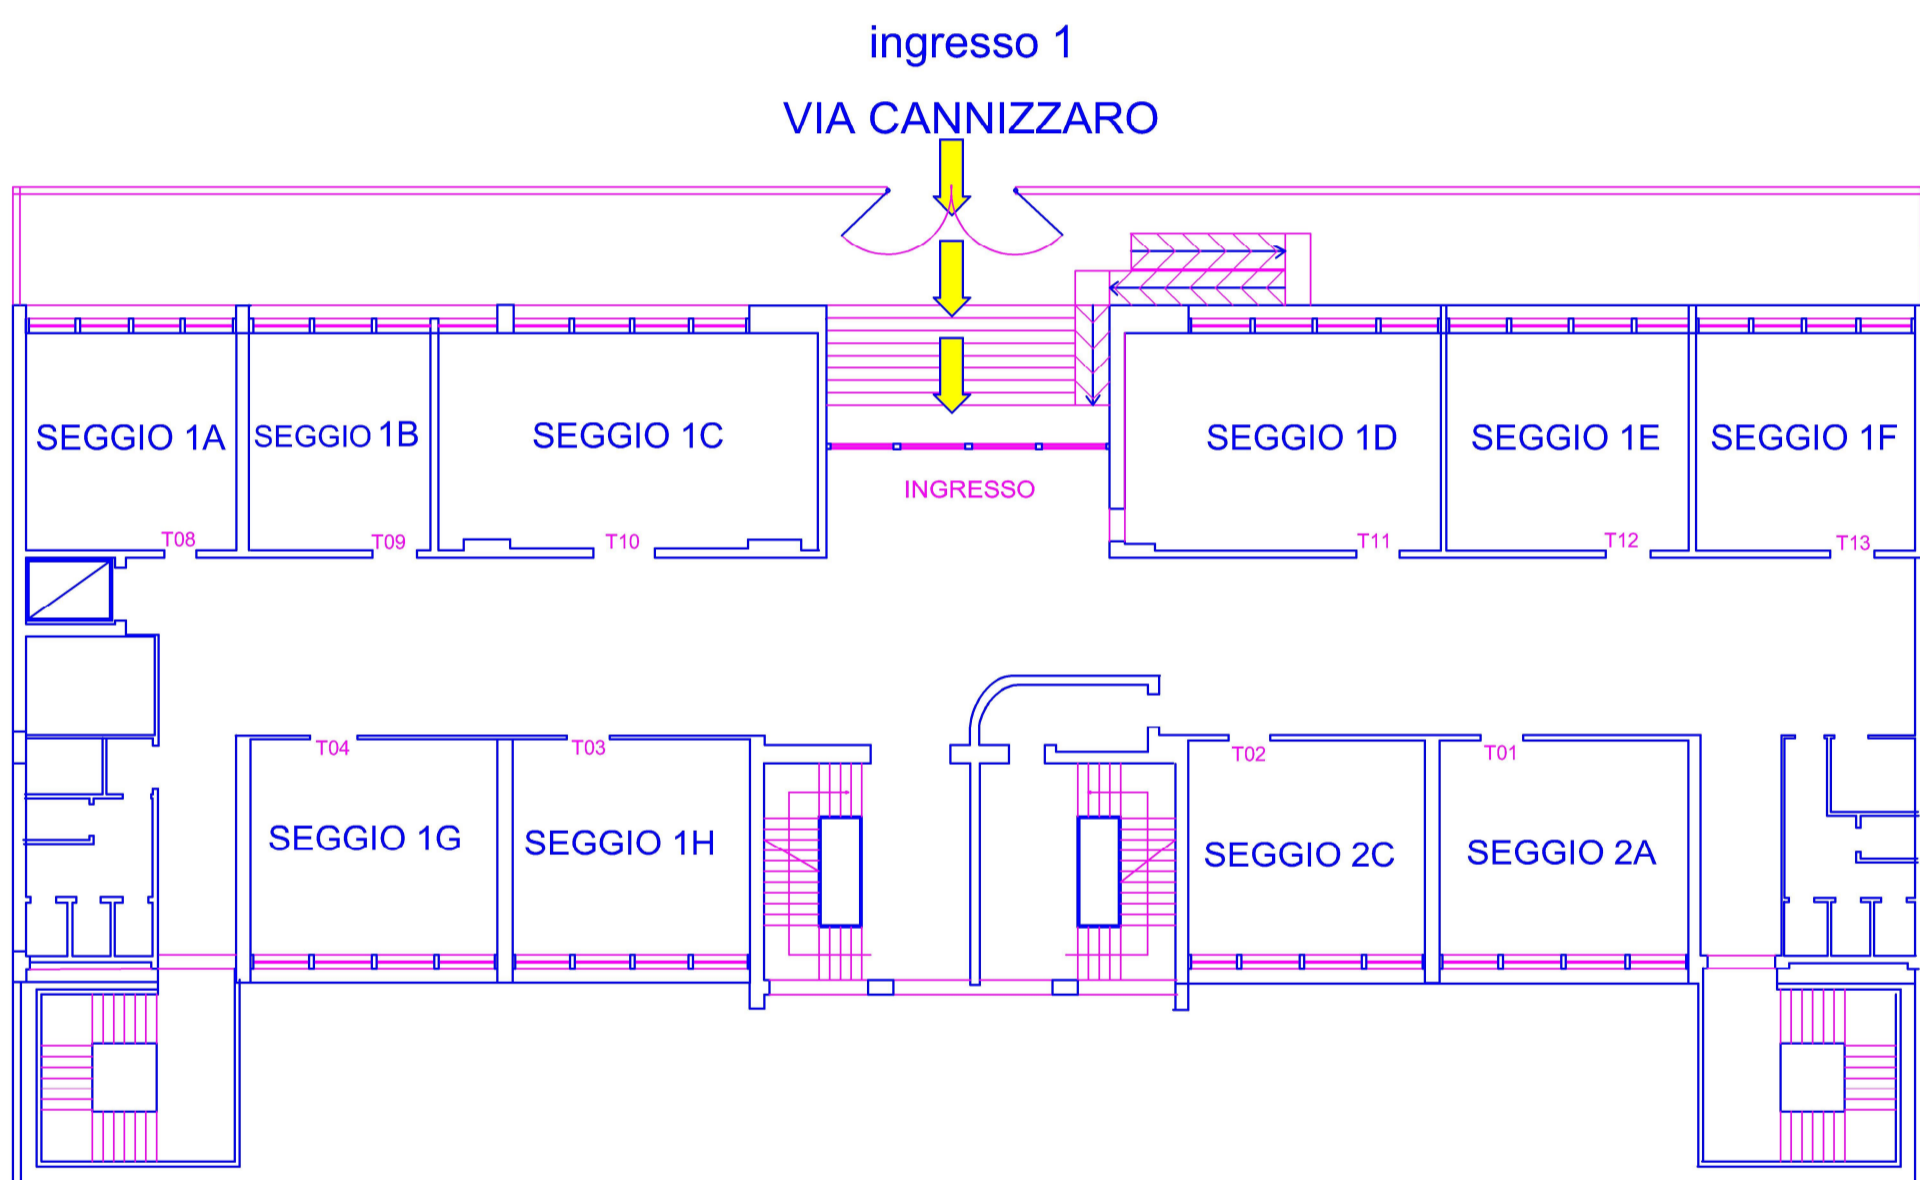 ingresso 1
VIA CANNIZZARO
SEGGIO 1A
SEGGIO 1B
SEGGIO 1C
SEGGIO 1D
SEGGIO 1E
SEGGIO 1F
INGRESSO
T08
T09
T10
T11
T12
T13
T04
T03
T02
T01
SEGGIO 1G
SEGGIO 1H
SEGGIO 2C
SEGGIO 2A